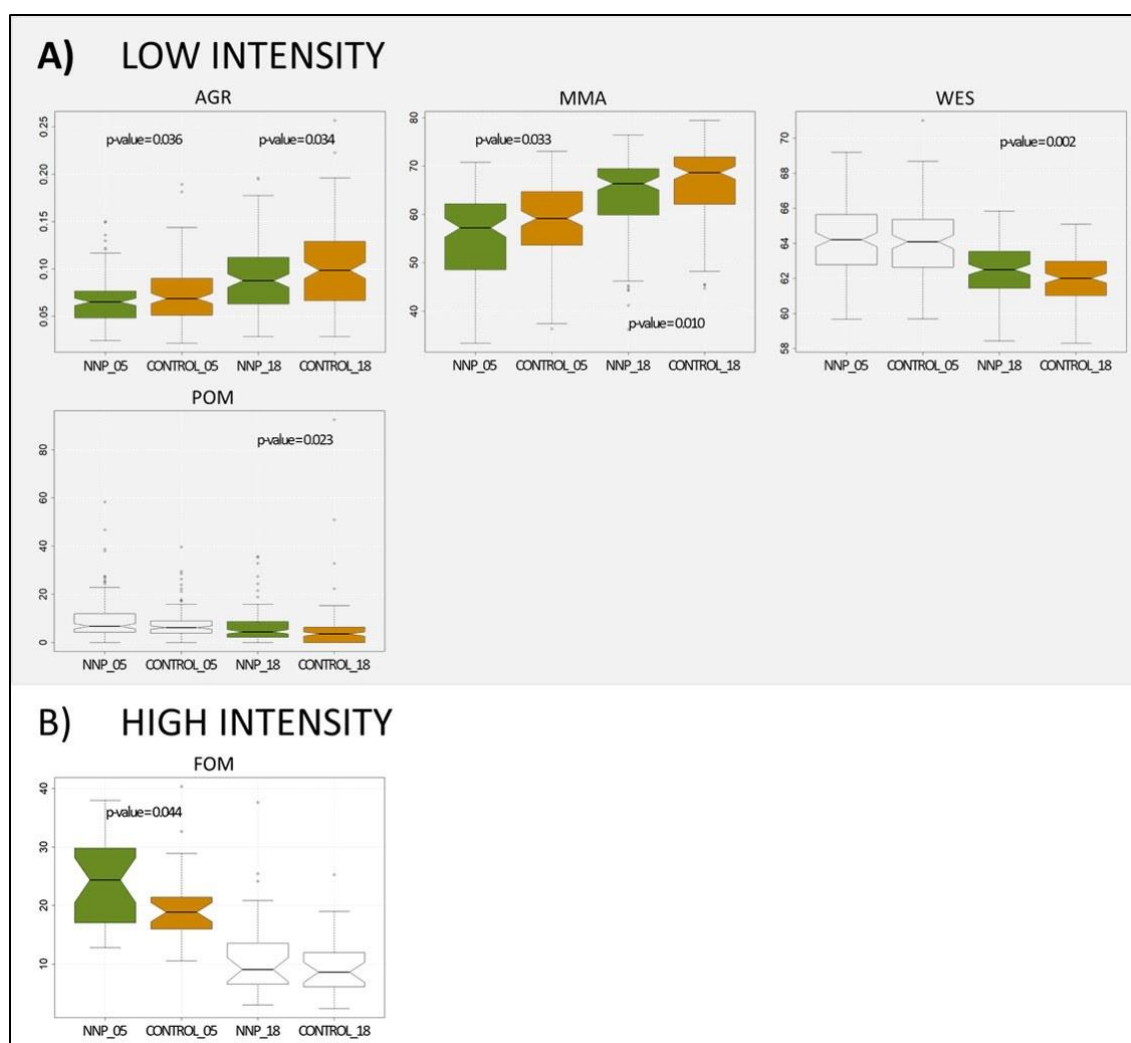 A) LOW INTENSITY
AGR MMA WES
p-value=0.036 p-value=0.034
0.25
0.20
0.15
0.10
0.05
NNP_05 CONTROL_05 NNP_18 CONTROL_18
p-value=0.033
80
70
60
50
40
p-value=0.010
NNP_05 CONTROL_05 NNP_18 CONTROL_18
p-value=0.002
70
68
66
64
62
60
58
NNP_05 CONTROL_05 NNP_18 CONTROL_18
POM
p-value=0.023
80
60
40
20
0
NNP_05 CONTROL_05 NNP_18 CONTROL_18
B) HIGH INTENSITY
FOM
p-value=0.044
40
30
20
10
NNP_05 CONTROL_05 NNP_18 CONTROL_18